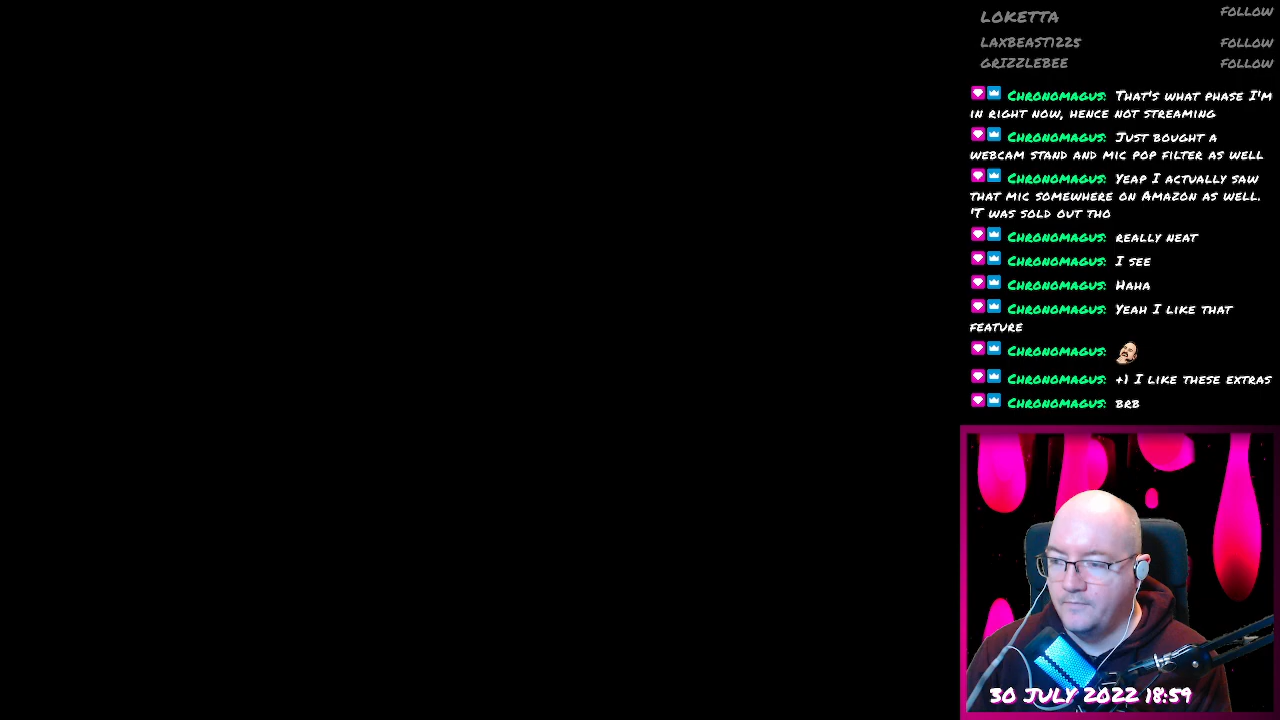 LOKETTA FOLLOW
LAXBEAST1225 FOLLOW
GRIZZLEBEE FOLLOW
CHRONOMAGUS: THAT'S WHAT PHASE I'M
IN RIGHT NOW, HENCE NOT STREAMING
CHRONOMAGUS: JUST BOUGHT A
WEBCAM STAND AND MIC POP FILTER AS WELL
CHRONOMAGUS: YEAP I ACTUALLY SAW
THAT MIC SOMEWHERE ON AMAZON AS WELL.
'T WAS SOLD OUT THO
CHRONOMAGUS: REALLY NEAT
CHRONOMAGUS: I SEE
CHRONOMAGUS: HAHA
CHRONOMAGUS: YEAH I LIKE THAT
FEATURE
CHRONOMAGUS:
CHRONOMAGUS: +1 I LIKE THESE EXTRAS
CHRONOMAGUS: BRB
30 JULY 2022 18:59